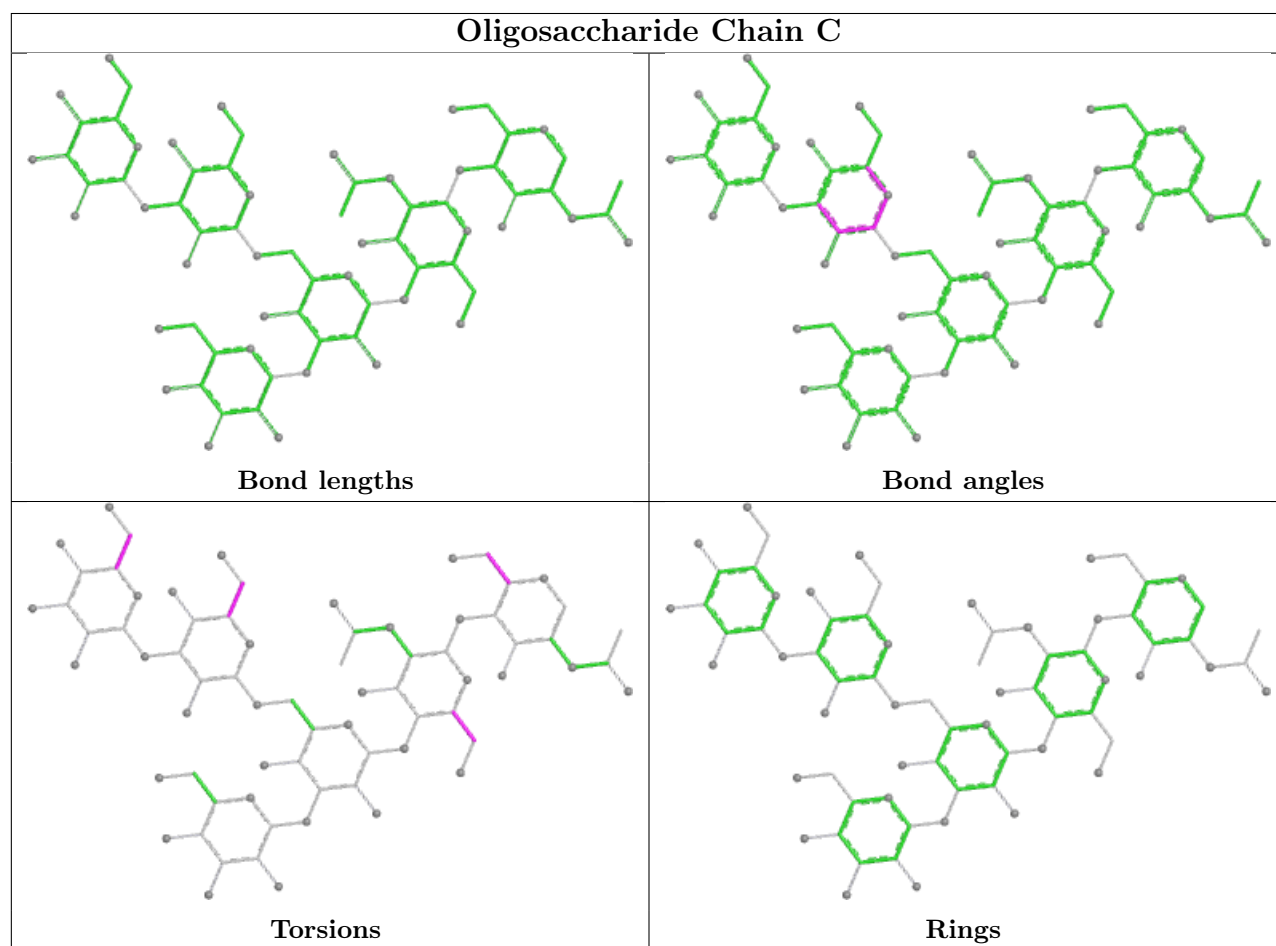 Oligosaccharide Chain C
Bond lengths
Bond angles
Torsions
Rings